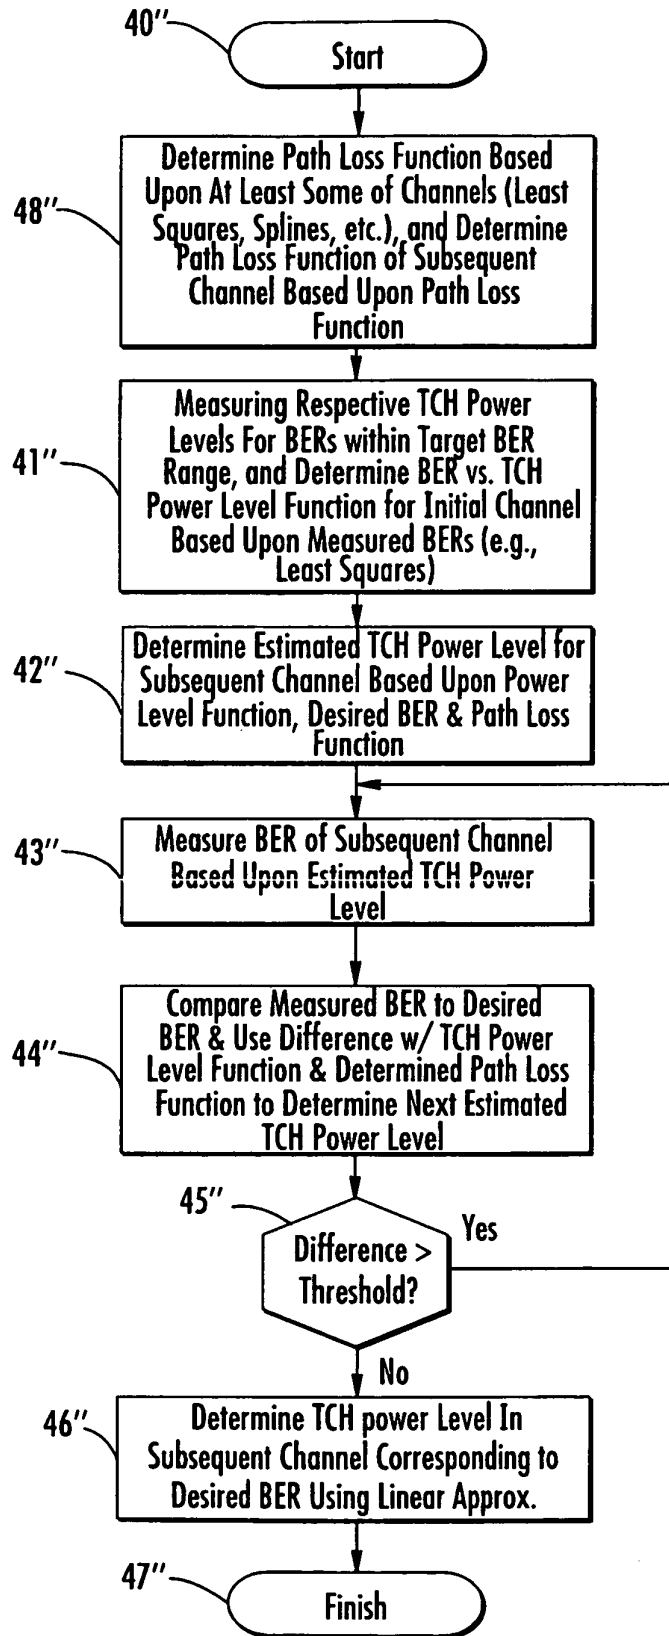 40″
Start
48″
Determine Path Loss Function Based
Upon At Least Some of Channels (Least
Squares, Splines, etc.), and Determine
Path Loss Function of Subsequent
Channel Based Upon Path Loss
Function
41″
Measuring Respective TCH Power
Levels For BERs within Target BER
Range, and Determine BER vs. TCH
Power Level Function for Initial Channel
Based Upon Measured BERs (e.g.,
Least Squares)
42″
Determine Estimated TCH Power Level for
Subsequent Channel Based Upon Power
Level Function, Desired BER & Path Loss
Function
43″
Measure BER of Subsequent Channel
Based Upon Estimated TCH Power
Level
44″
Compare Measured BER to Desired
BER & Use Difference w/ TCH Power
Level Function & Determined Path Loss
Function to Determine Next Estimated
TCH Power Level
45″
Difference >
Threshold?
Yes
No
46″
Determine TCH power Level In
Subsequent Channel Corresponding to
Desired BER Using Linear Approx.
47″
Finish